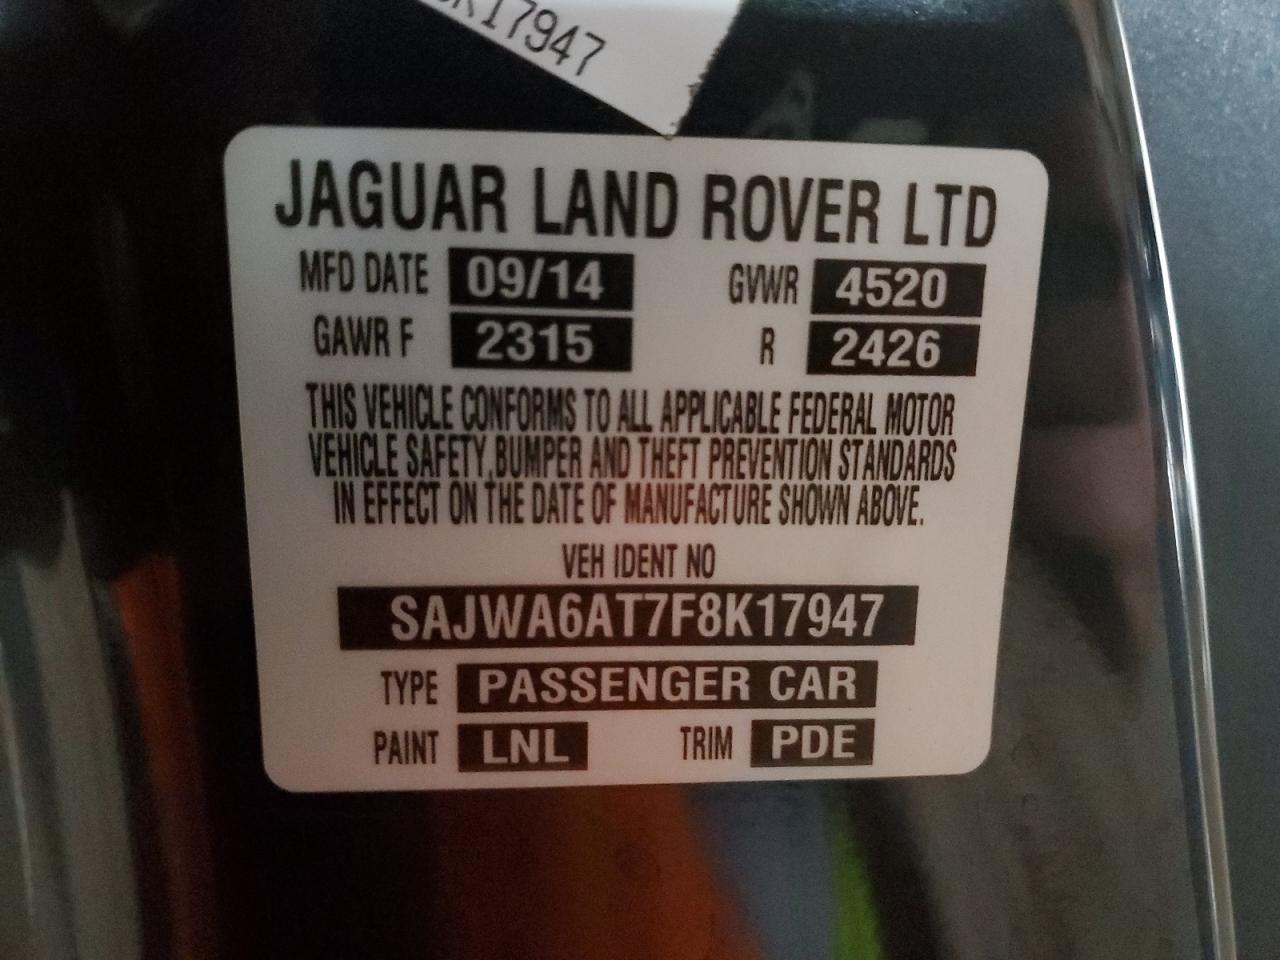 K17947
JAGUAR LAND ROVER LTD
MFD DATE 09/14 GVWR 4520
GAWR F 2315 R 2426
THIS VEHICLE CONFORMS TO ALL APPLICABLE FEDERAL MOTOR
VEHICLE SAFETY,BUMPER AND THEFT PREVENTION STANDARDS
IN EFFECT ON THE DATE OF MANUFACTURE SHOWN ABOVE.
VEH IDENT NO
SAJWA6AT7F8K17947
TYPE PASSENGER CAR
PAINT LNL TRIM PDE